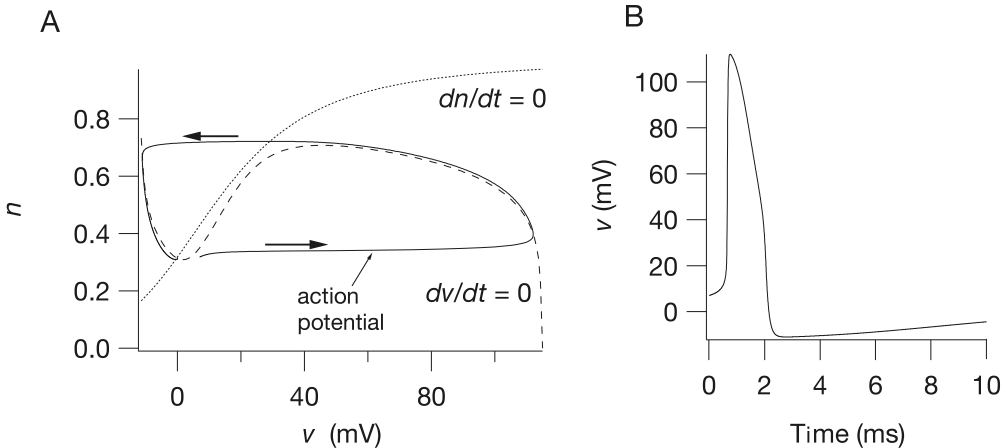 A
0.8
0.6
0.4
0.2
0.0
n
0
40
80
v (mV)
dn/dt = 0
dv/dt = 0
action
potential
B
100
80
60
40
20
0
v (mV)
0
2
4
6
8
10
Time (ms)